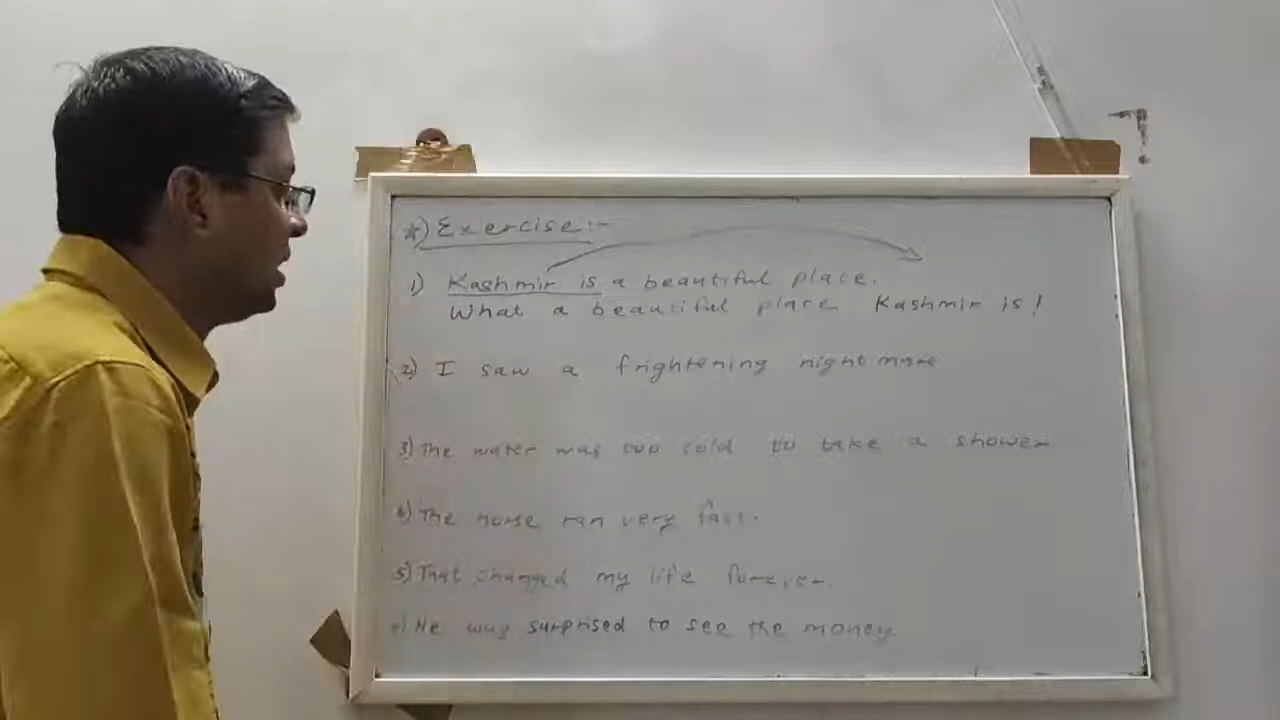 *) Exercise :-
1) Kashmir is a beautiful place.
What a beautiful place Kashmir is!
2) I saw a frightening nightmare
3) The water was too cold to take a shower
4) The horse ran very fast.
5) That changed my life forever.
6) He was surprised to see the money.